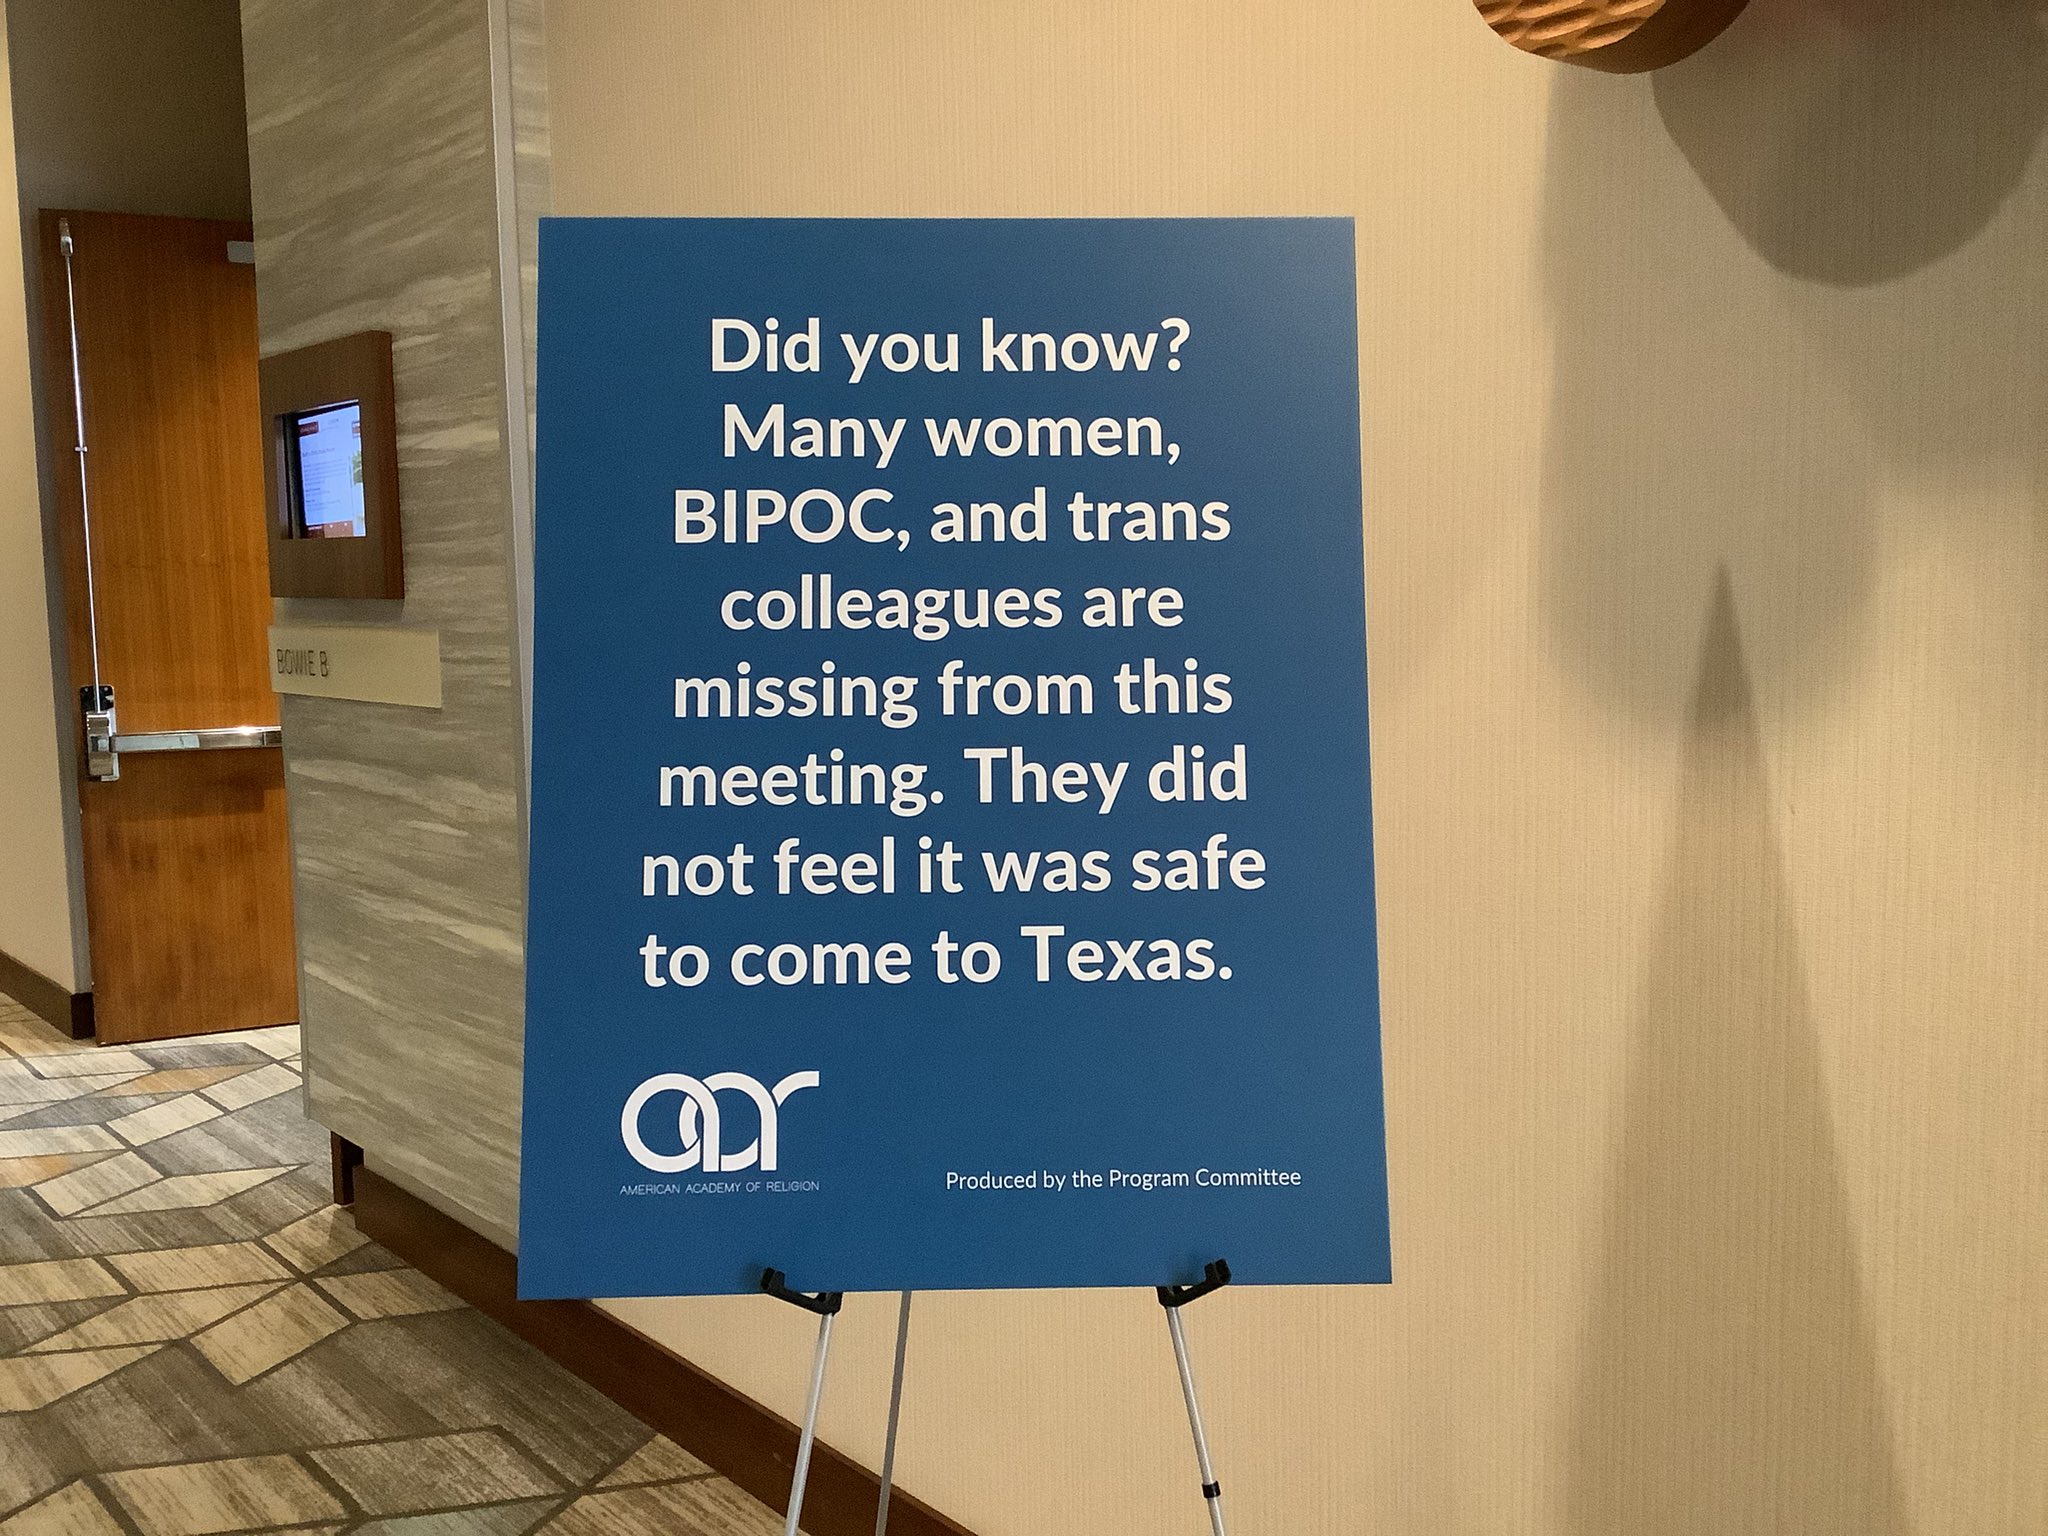 Did you know?
Many women,
BIPOC, and trans
colleagues are
missing from this
meeting. They did
not feel it was safe
to come to Texas.
aar
AMERICAN ACADEMY OF RELIGION
Produced by the Program Committee
BOWIE B